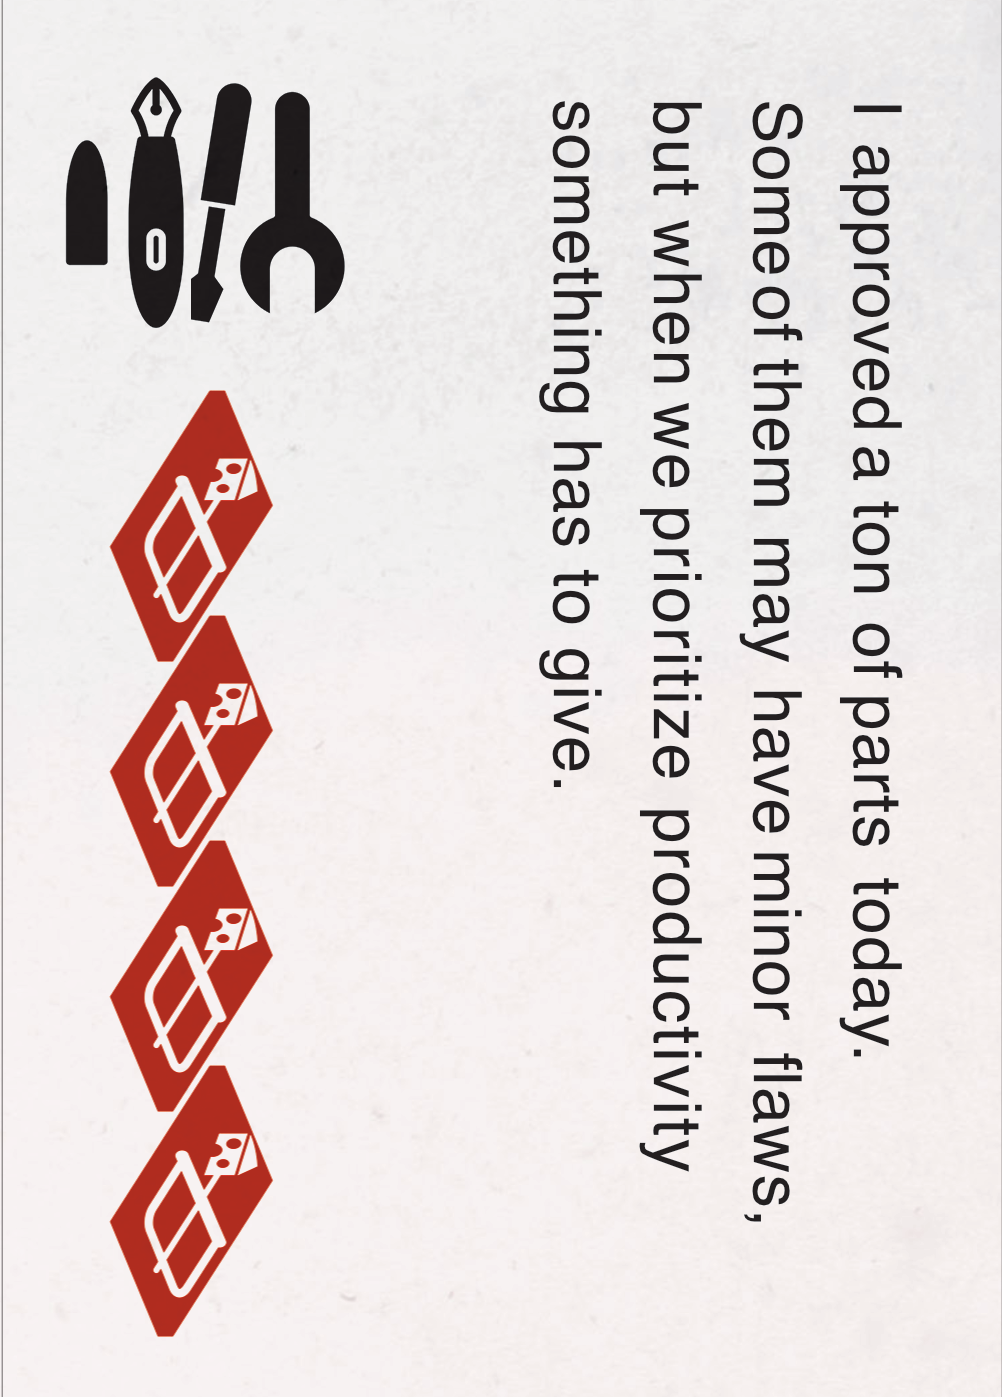 I approved a ton of parts today.
Some of them may have minor flaws,
but when we prioritize productivity
something has to give.